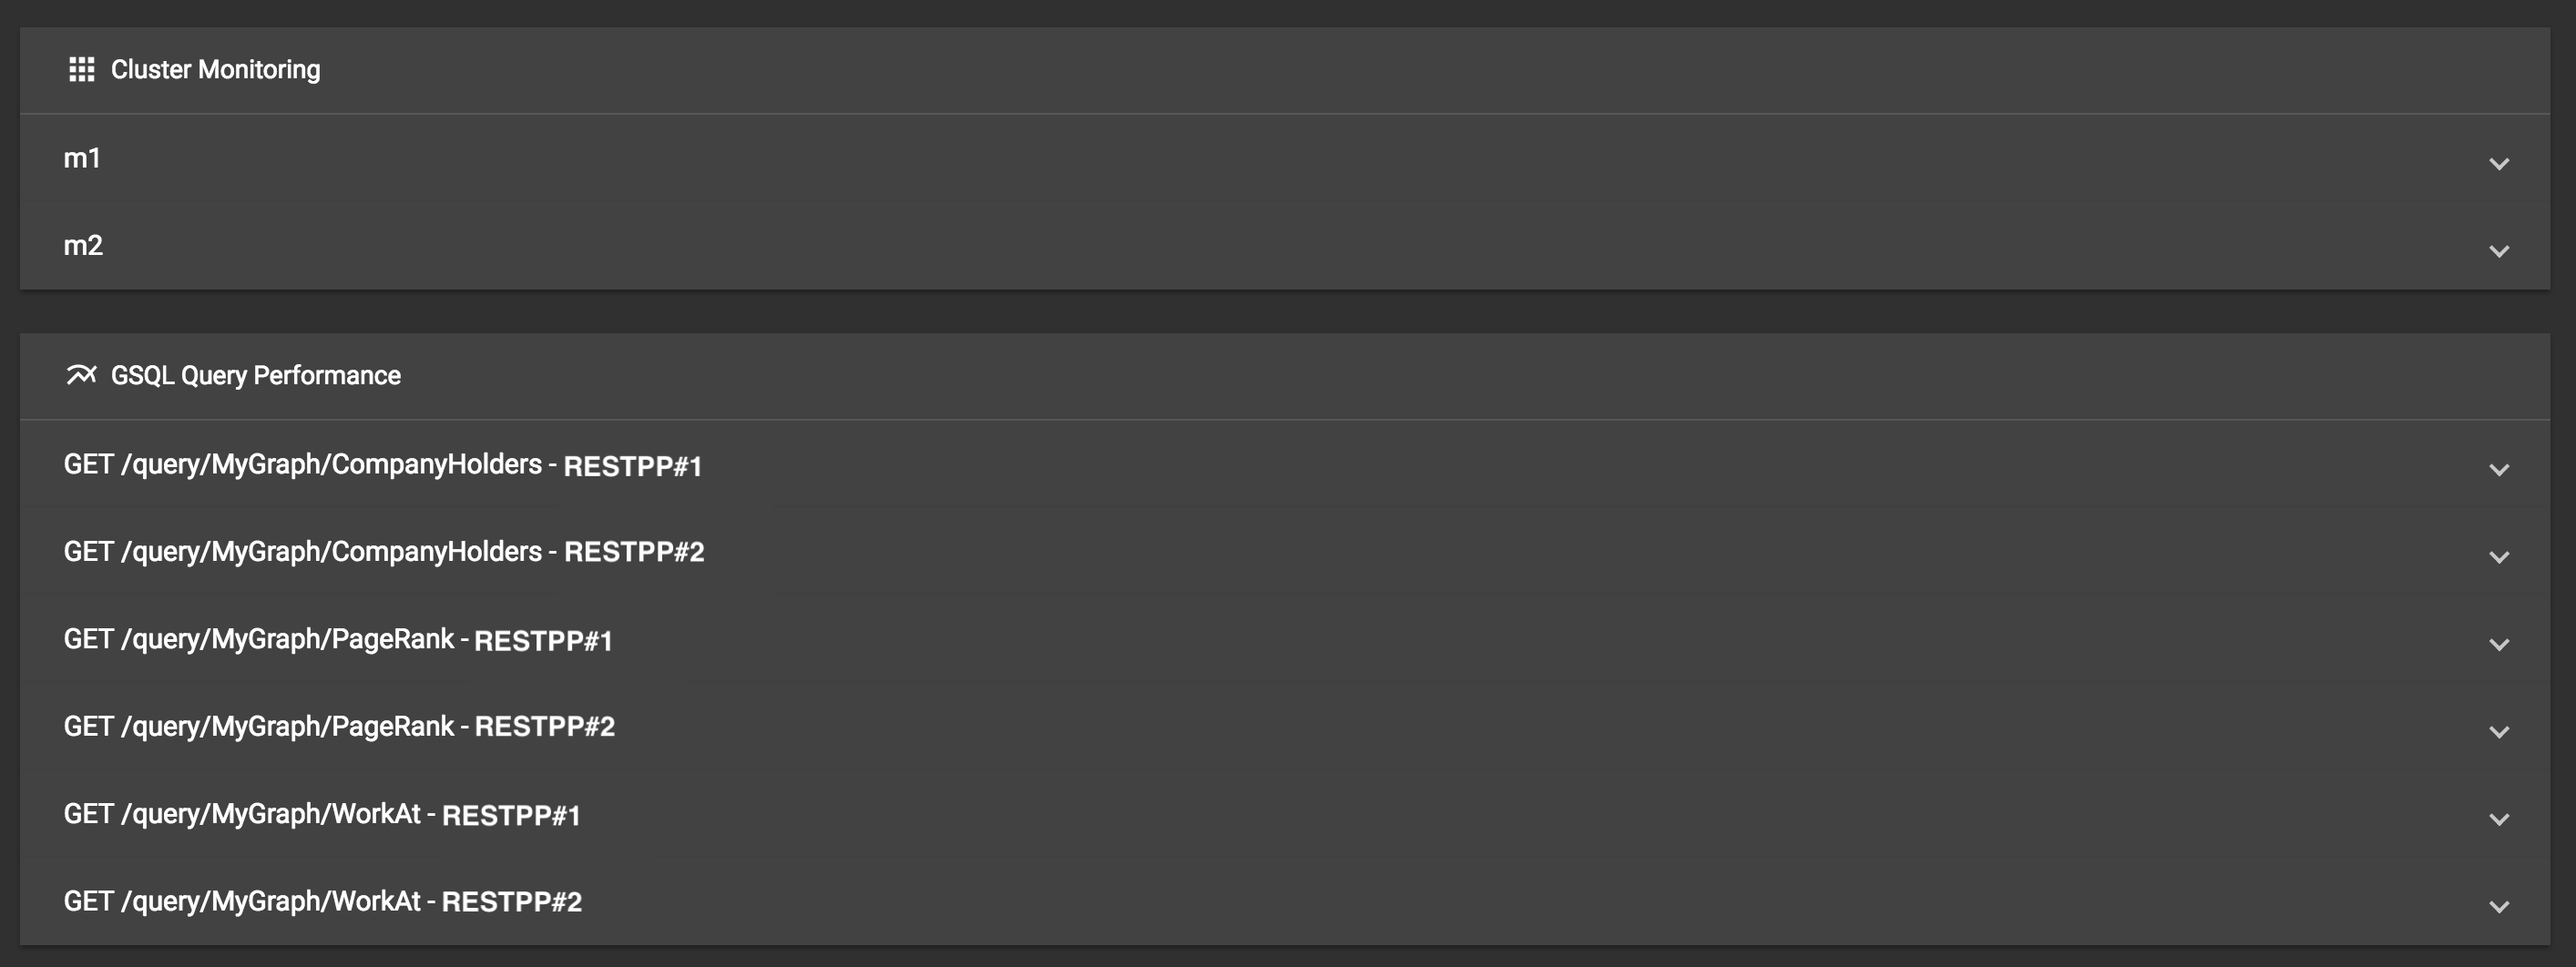 Cluster Monitoring
m1
m2
GSQL Query Performance
GET /query/MyGraph/CompanyHolders - RESTPP#1
GET /query/MyGraph/CompanyHolders - RESTPP#2
GET /query/MyGraph/PageRank - RESTPP#1
GET /query/MyGraph/PageRank - RESTPP#2
GET /query/MyGraph/WorkAt - RESTPP#1
GET /query/MyGraph/WorkAt - RESTPP#2